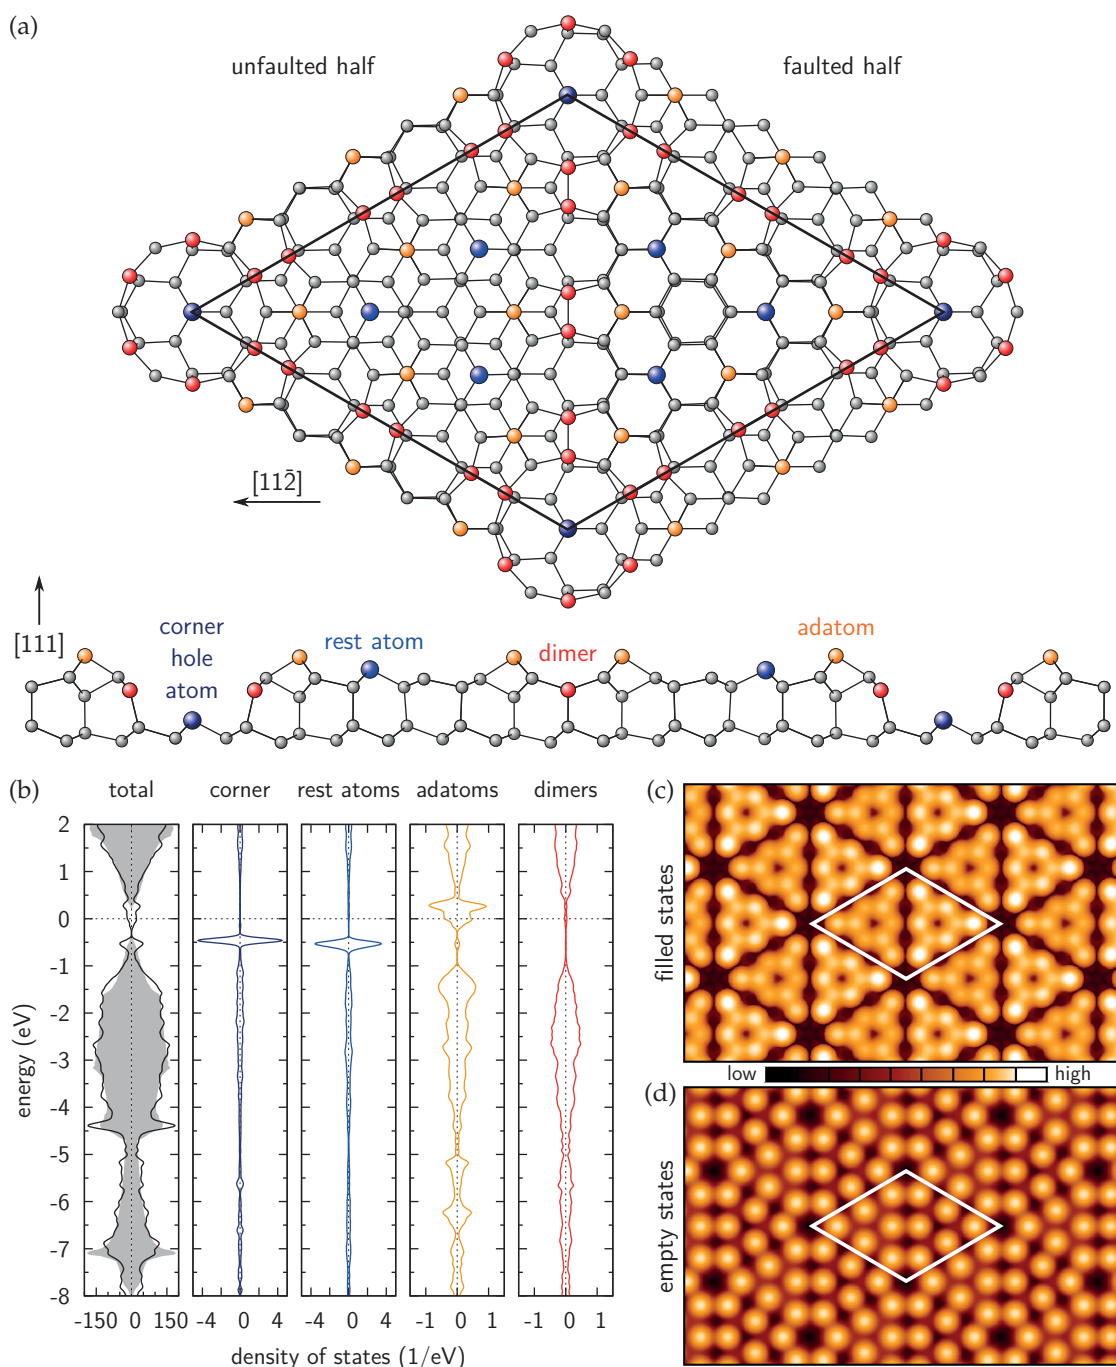 (a)
unfaulted half
faulted half
[112̄]
[111]
corner
hole
atom
rest atom
dimer
adatom
(b)
total
corner
rest atoms
adatoms
dimers
energy (eV)
2
1
0
-1
-2
-3
-4
-5
-6
-7
-8
-150 0 150
-4 0 4
-4 0 4
-1 0 1
-1 0 1
density of states (1/eV)
(c)
filled states
low
high
(d)
empty states